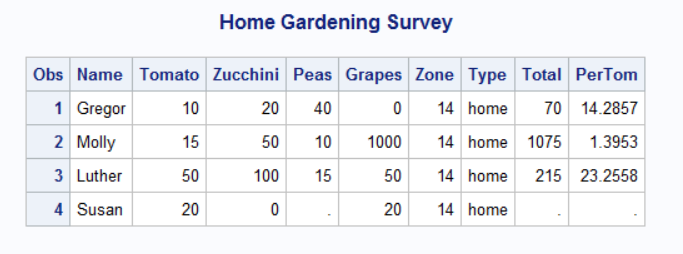 Home Gardening Survey
Obs Name Tomato Zucchini Peas Grapes Zone Type Total PerTom
1 Gregor 10 20 40 0 14 home 70 14.2857
2 Molly 15 50 10 1000 14 home 1075 1.3953
3 Luther 50 100 15 50 14 home 215 23.2558
4 Susan 20 0 . 20 14 home . .